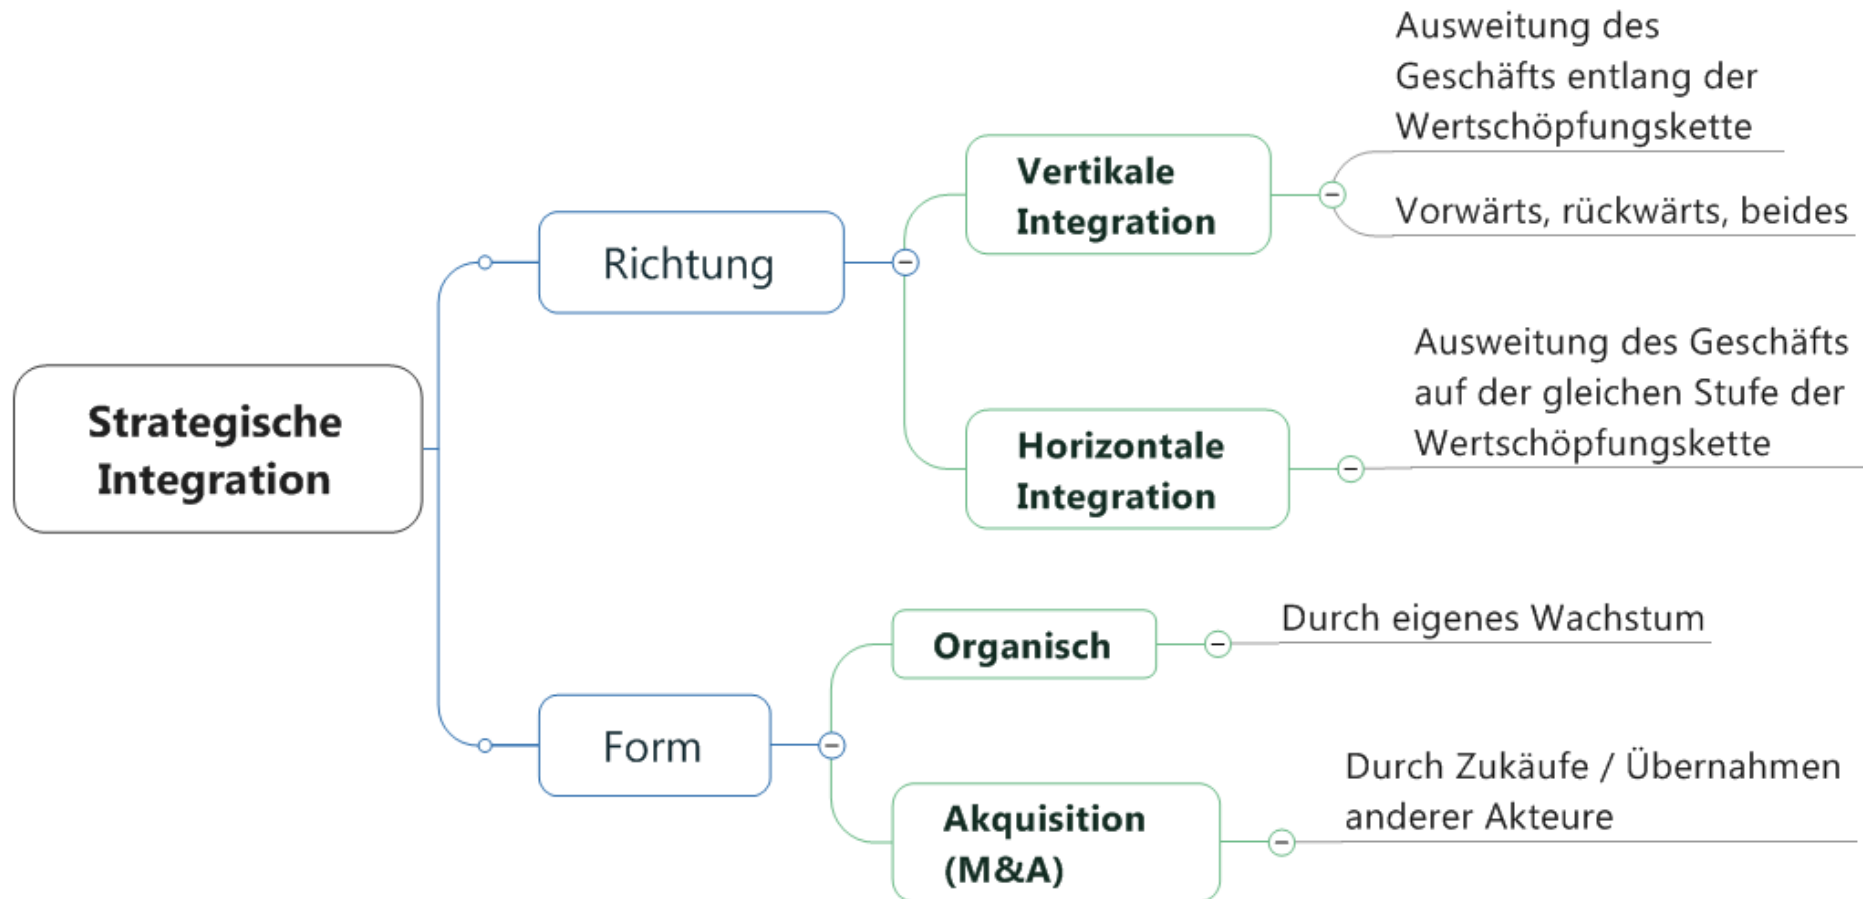 Strategische
Integration
Richtung
Vertikale
Integration
Ausweitung des
Geschäfts entlang der
Wertschöpfungskette
Vorwärts, rückwärts, beides
Horizontale
Integration
Ausweitung des Geschäfts
auf der gleichen Stufe der
Wertschöpfungskette
Form
Organisch
Durch eigenes Wachstum
Akquisition
(M&A)
Durch Zukäufe / Übernahmen
anderer Akteure